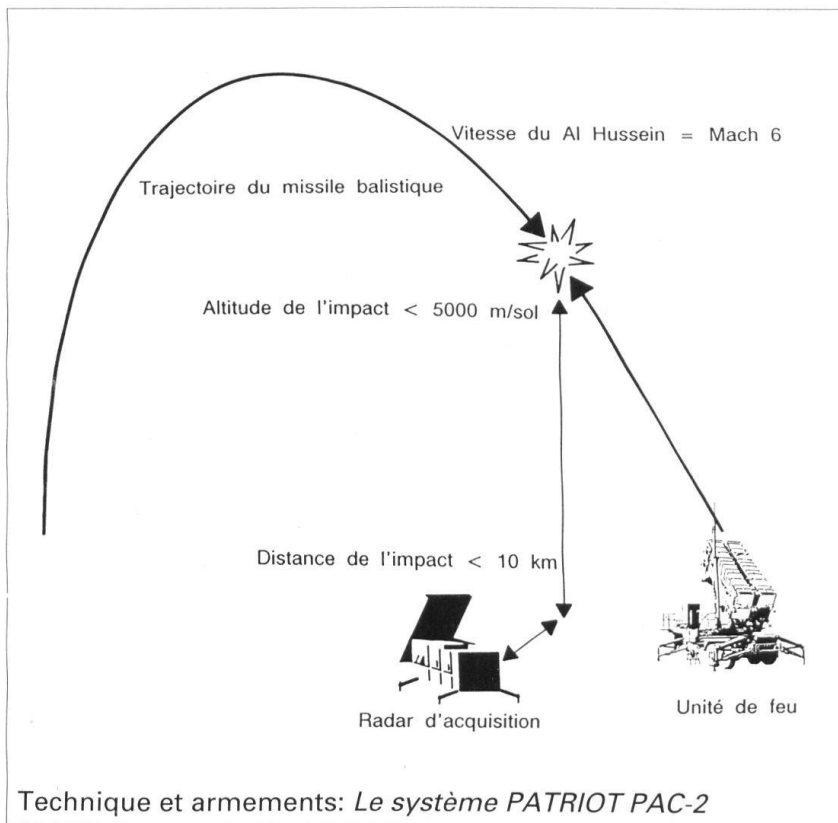 Vitesse du Al Hussein = Mach 6
Trajectoire du missile balistique
Altitude de l'impact < 5000 m/sol
Distance de l'impact < 10 km
Radar d'acquisition
Unité de feu
Technique et armements: Le système PATRIOT PAC-2